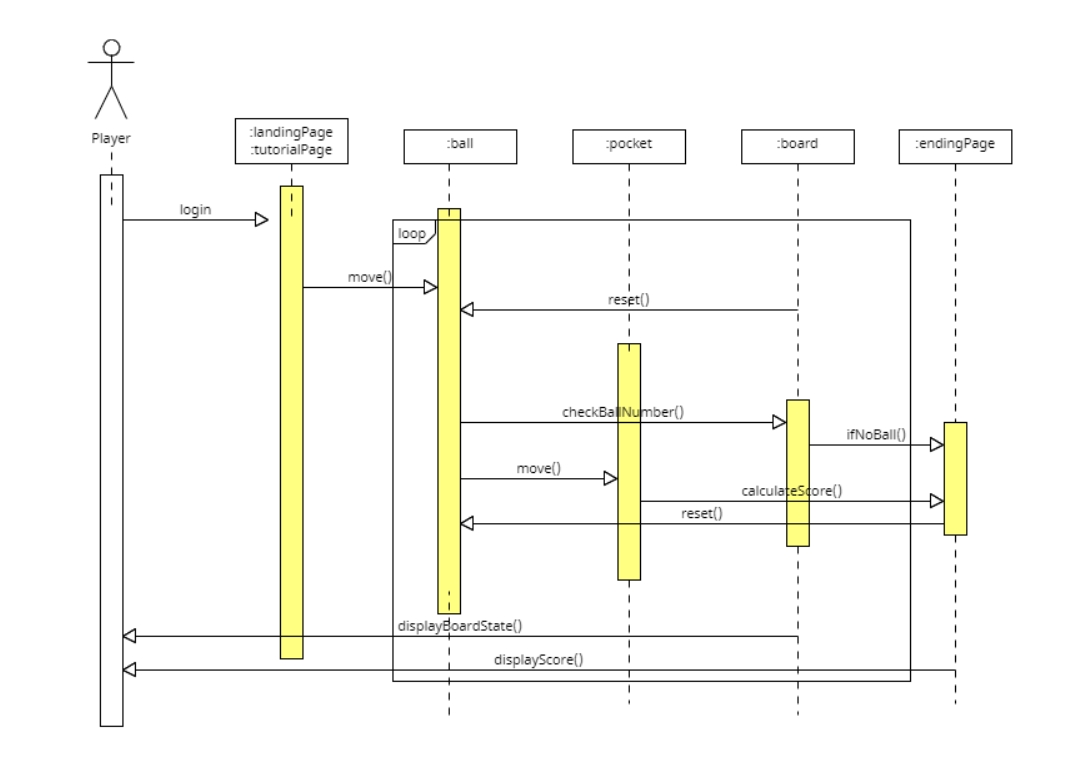 Player
:landingPage
:tutorialPage
:ball
:pocket
:board
:endingPage
login
loop
move()
reset()
checkBallNumber()
ifNoBall()
move()
calculateScore()
reset()
displayBoardState()
displayScore()